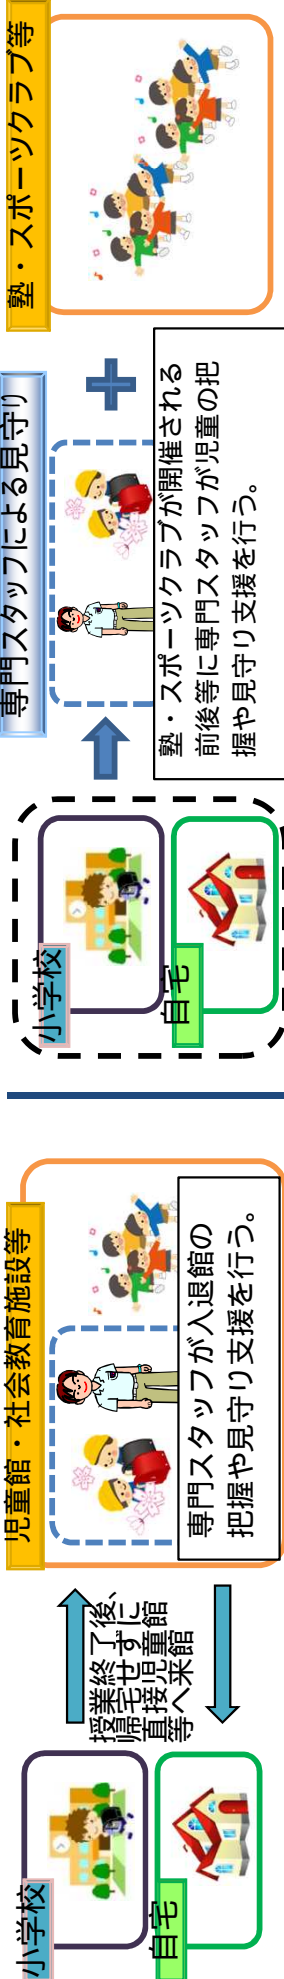 小学校
自宅
授業終了後、
帰宅せずに
直接児童館
等へ来館
児童館・社会教育施設等
専門スタッフが入退館の
把握や見守り支援を行う。
小学校
自宅
専門スタッフによる見守り
塾・スポーツクラブが開催される
前後等に専門スタッフが児童の把
握や見守り支援を行う。
塾・スポーツクラブ等